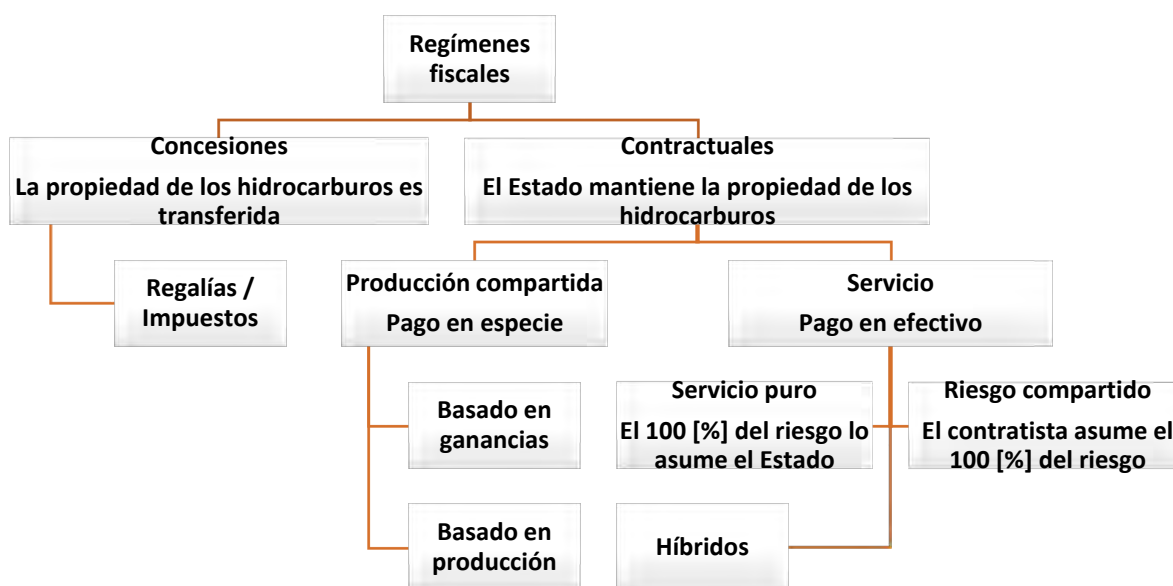 Regímenes
fiscales
Concesiones
La propiedad de los hidrocarburos es
transferida
Contractuales
El Estado mantiene la propiedad de los
hidrocarburos
Regalías /
Impuestos
Producción compartida
Pago en especie
Servicio
Pago en efectivo
Basado en
ganancias
Servicio puro
El 100 [%] del riesgo lo
asume el Estado
Riesgo compartido
El contratista asume el
100 [%] del riesgo
Basado en
producción
Híbridos